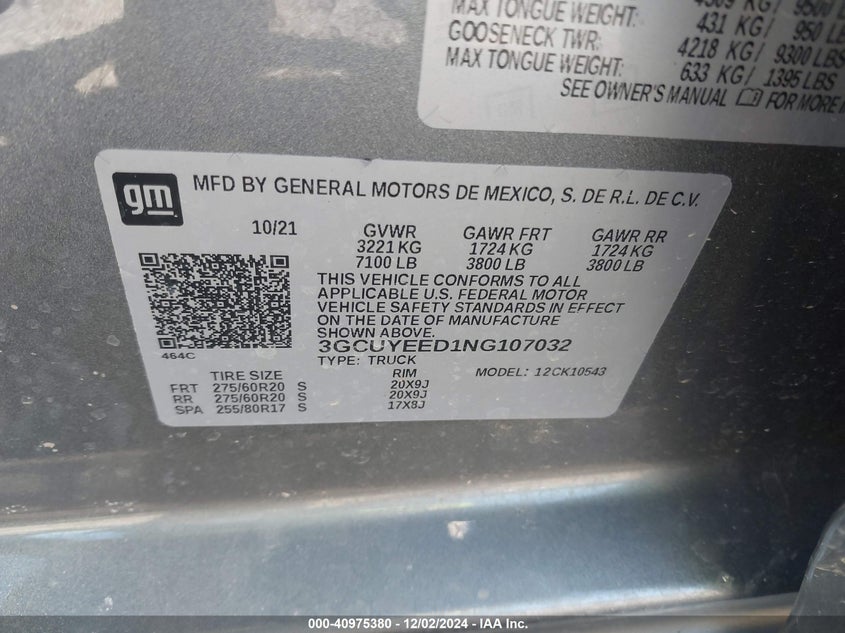 MAX TONGUE WEIGHT: 431 KG/ 950
GOOSENECK TWR: 4218 KG/ 9300 LBS
MAX TONGUE WEIGHT: 633 KG/ 1395 LBS
SEE OWNER'S MANUAL FOR MORE
gm
MFD BY GENERAL MOTORS DE MEXICO, S. DE R.L. DE C.V.
10/21 GVWR GAWR FRT GAWR RR
3221 KG 1724 KG 1724 KG
7100 LB 3800 LB 3800 LB
THIS VEHICLE CONFORMS TO ALL
APPLICABLE U.S. FEDERAL MOTOR
VEHICLE SAFETY STANDARDS IN EFFECT
ON THE DATE OF MANUFACTURE
SHOWN ABOVE.
464C
3GCUYEED1NG107032
TYPE: TRUCK
TIRE SIZE RIM MODEL: 12CK10543
FRT 275/60R20 S 20X9J
RR 275/60R20 S 20X9J
SPA 255/80R17 S 17X8J
000-40975380 - 12/02/2024 - IAA Inc.